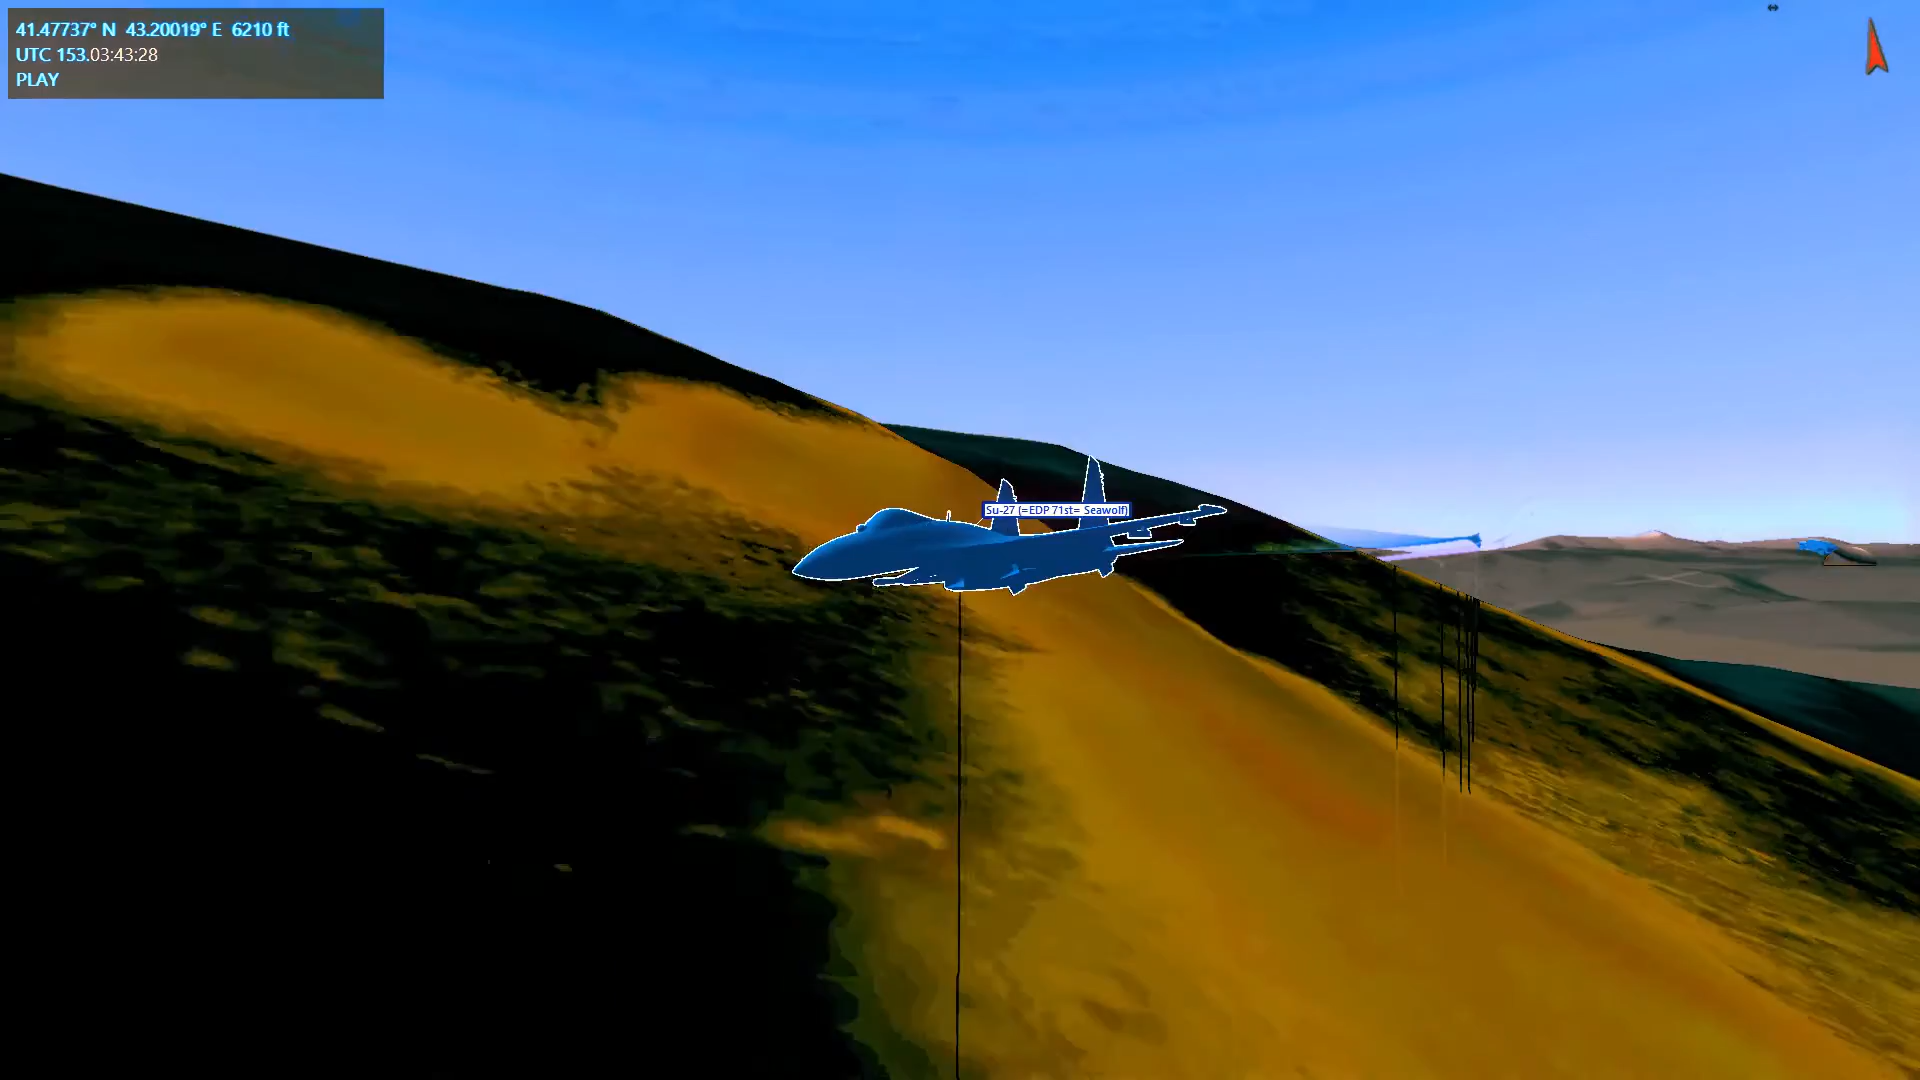 41.47737° N 43.20019° E 6210 ft
UTC 153.03:43:28
PLAY
Su-27 (=EDP 71st= Seawolf)